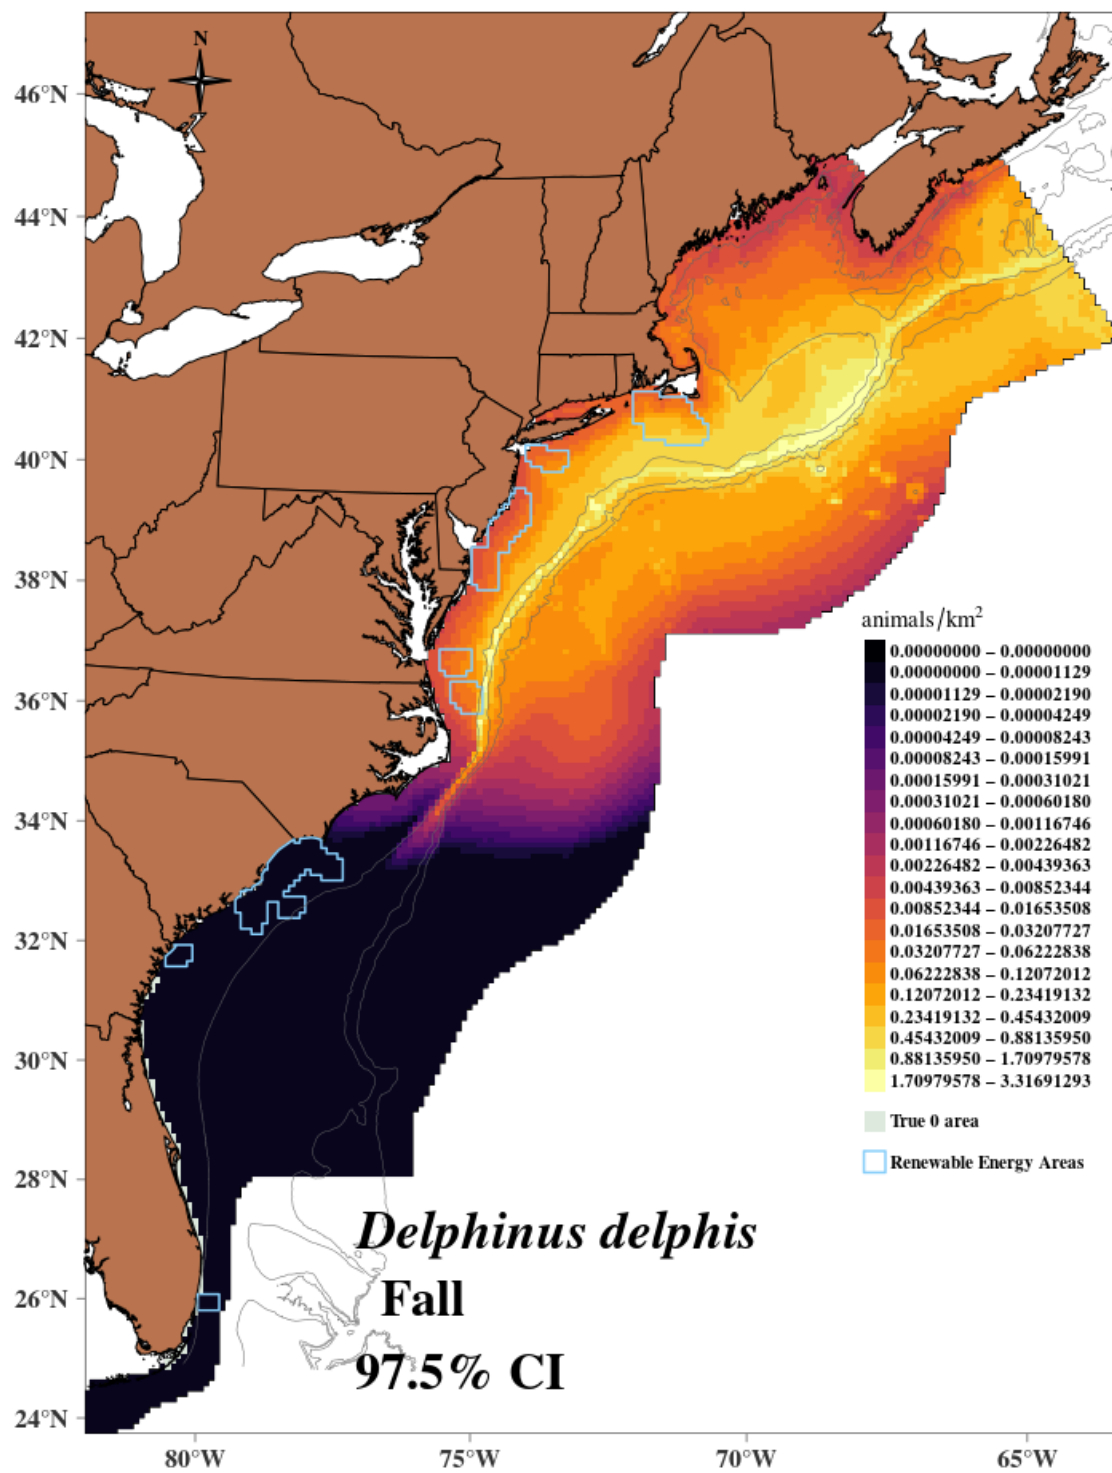 N
46°N
44°N
42°N
40°N
38°N
36°N
34°N
32°N
30°N
28°N
26°N
24°N
80°W
75°W
70°W
65°W
animals/km²
0.00000000 – 0.00000000
0.00000000 – 0.00001129
0.00001129 – 0.00002190
0.00002190 – 0.00004249
0.00004249 – 0.00008243
0.00008243 – 0.00015991
0.00015991 – 0.00031021
0.00031021 – 0.00060180
0.00060180 – 0.00116746
0.00116746 – 0.00226482
0.00226482 – 0.00439363
0.00439363 – 0.00852344
0.00852344 – 0.01653508
0.01653508 – 0.03207727
0.03207727 – 0.06222838
0.06222838 – 0.12072012
0.12072012 – 0.23419132
0.23419132 – 0.45432009
0.45432009 – 0.88135950
0.88135950 – 1.70979578
1.70979578 – 3.31691293
True 0 area
Renewable Energy Areas
Delphinus delphis
Fall
97.5% CI